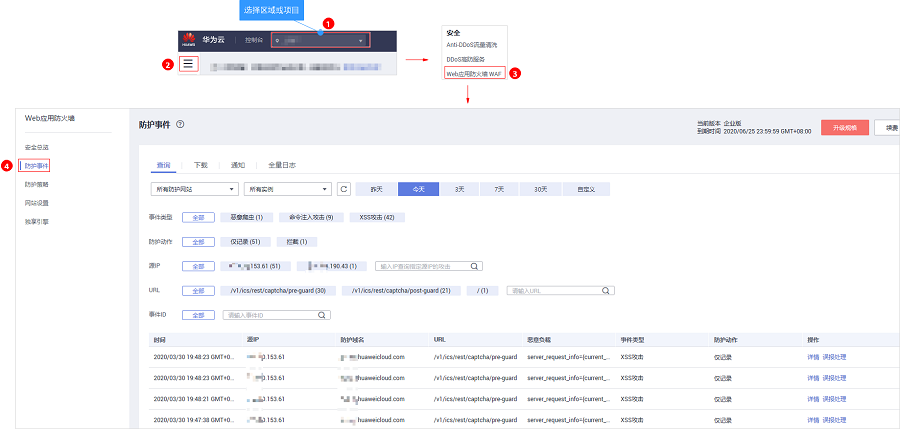 选择区域或项目
1
HUAWEI 华为云 控制台
2
安全
Anti-DDoS流量清洗
DDoS高防服务
Web应用防火墙 WAF
3
Web应用防火墙
安全总览
4 防护事件
防护策略
网站设置
独享引擎
防护事件 ?
当前版本 企业版
到期时间 2020/06/25 23:59:59 GMT+08:00
升级规格 续费
查询 下载 通知 全量日志
所有防护网站 所有实例 昨天 今天 3天 7天 30天 自定义
事件类型 全部 恶意爬虫 (1) 命令注入攻击 (9) XSS攻击 (42)
防护动作 全部 仅记录 (51) 拦截 (1)
源IP 全部 .153.61 (51) .190.43 (1) 输入IP查询指定源IP的攻击
URL 全部 /v1/ics/rest/captcha/pre-guard (30) /v1/ics/rest/captcha/post-guard (21) / (1) 请输入URL
事件ID 全部 请输入事件ID
时间 源IP 防护域名 URL 恶意负载 事件类型 防护动作 操作
2020/03/30 19:48:23 GMT+0... .153.61 .huaweicloud.com /v1/ics/rest/captcha/pre-guard server_request_info={current_... XSS攻击 仅记录 详情 误报处理
2020/03/30 19:48:23 GMT+0... .153.61 .huaweicloud.com /v1/ics/rest/captcha/pre-guard server_request_info={current_... XSS攻击 仅记录 详情 误报处理
2020/03/30 19:48:21 GMT+0... .153.61 .huaweicloud.com /v1/ics/rest/captcha/pre-guard server_request_info={current_... XSS攻击 仅记录 详情 误报处理
2020/03/30 19:47:38 GMT+0... .153.61 .huaweicloud.com /v1/ics/rest/captcha/pre-guard server_request_info={current_... XSS攻击 仅记录 详情 误报处理